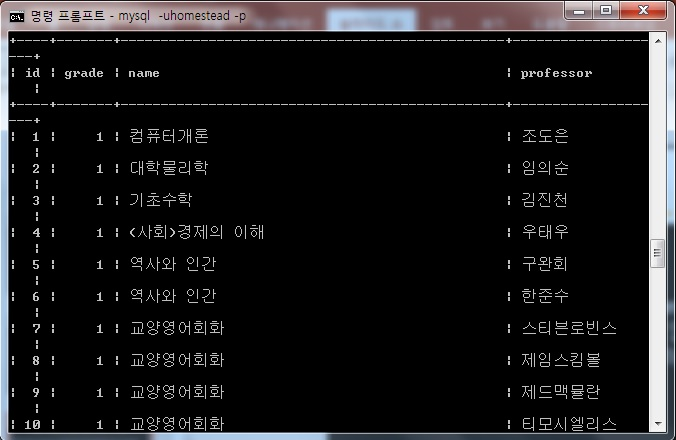 명령 프롬프트 - mysql -uhomestead -p
+----+-------+------------------------------------------------+-----------------
---+
| id | grade | name | professor
|
+----+-------+------------------------------------------------+-----------------
---+
| 1 | 1 | 컴퓨터개론 | 조도은
|
| 2 | 1 | 대학물리학 | 임의순
|
| 3 | 1 | 기초수학 | 김진천
|
| 4 | 1 | (사회)경제의 이해 | 우태우
|
| 5 | 1 | 역사와 인간 | 구완회
|
| 6 | 1 | 역사와 인간 | 한준수
|
| 7 | 1 | 교양영어회화 | 스티븐로빈스
|
| 8 | 1 | 교양영어회화 | 제임스킴볼
|
| 9 | 1 | 교양영어회화 | 제드맥뮬란
|
| 10 | 1 | 교양영어회화 | 티모시엘리스